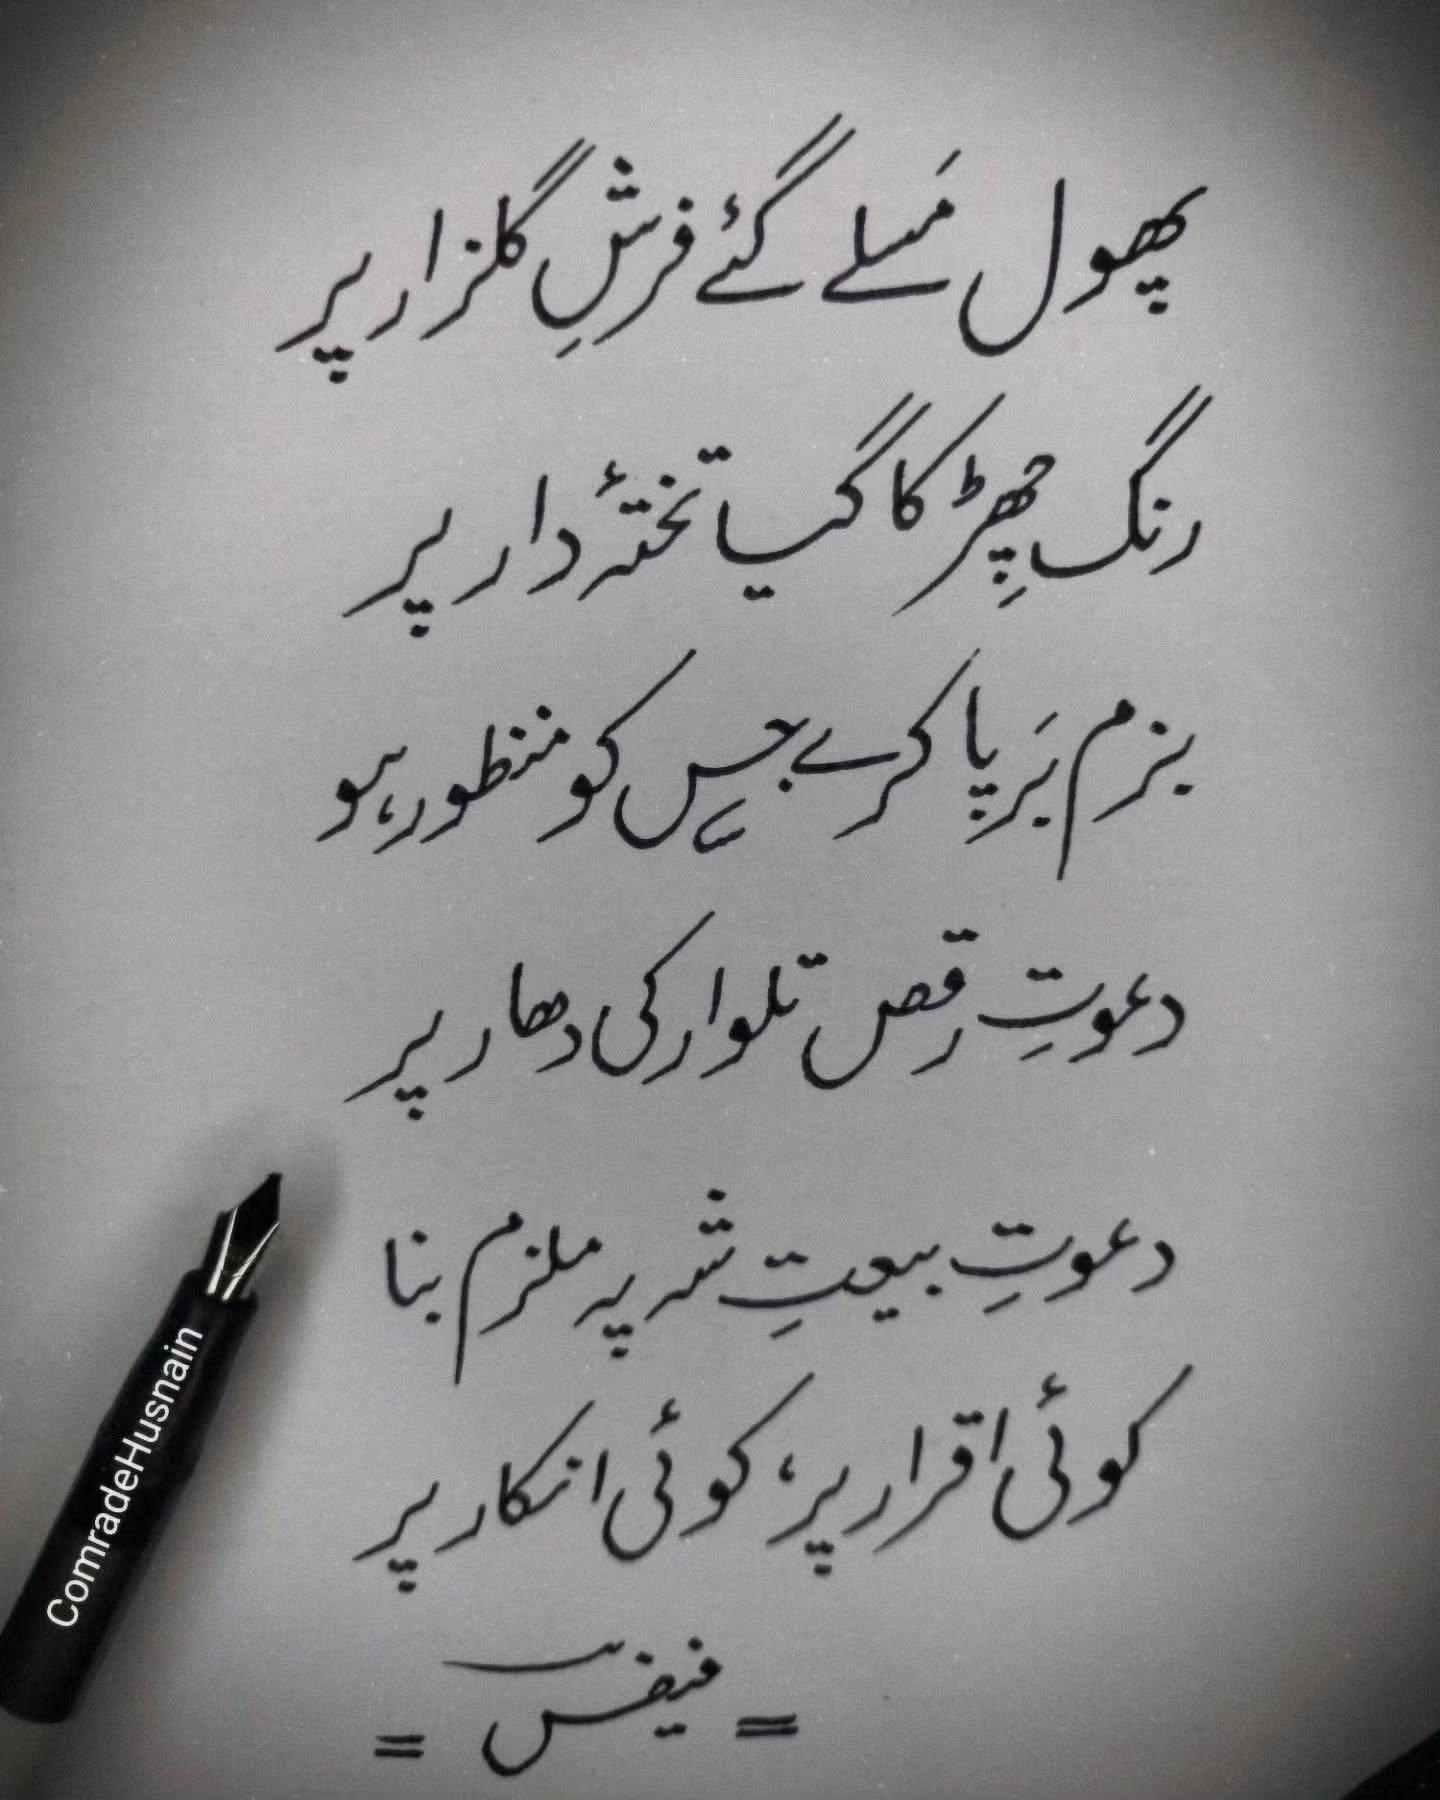 پھول مَسلے گئے فرشِ گلزار پر
رنگ چھِڑکا گیا تختۂ دار پر
بزم بَرپا کرے جس کو منظور ہو
دعوتِ رقص تلوار کی دھار پر
دعوتِ بیعتِ شہ پہ ملزم بنا
کوئی اقرار پر، کوئی انکار پر
= فیضؔ =
ComradeHusnain